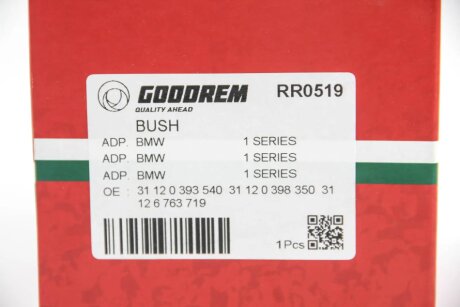 GOODREM RR0519
QUALITY AHEAD
BUSH
ADP. BMW 1 SERIES
ADP. BMW 1 SERIES
ADP. BMW 1 SERIES
OE : 31 12 0 393 540 31 12 0 398 350 31
12 6 763 719
1Pcs